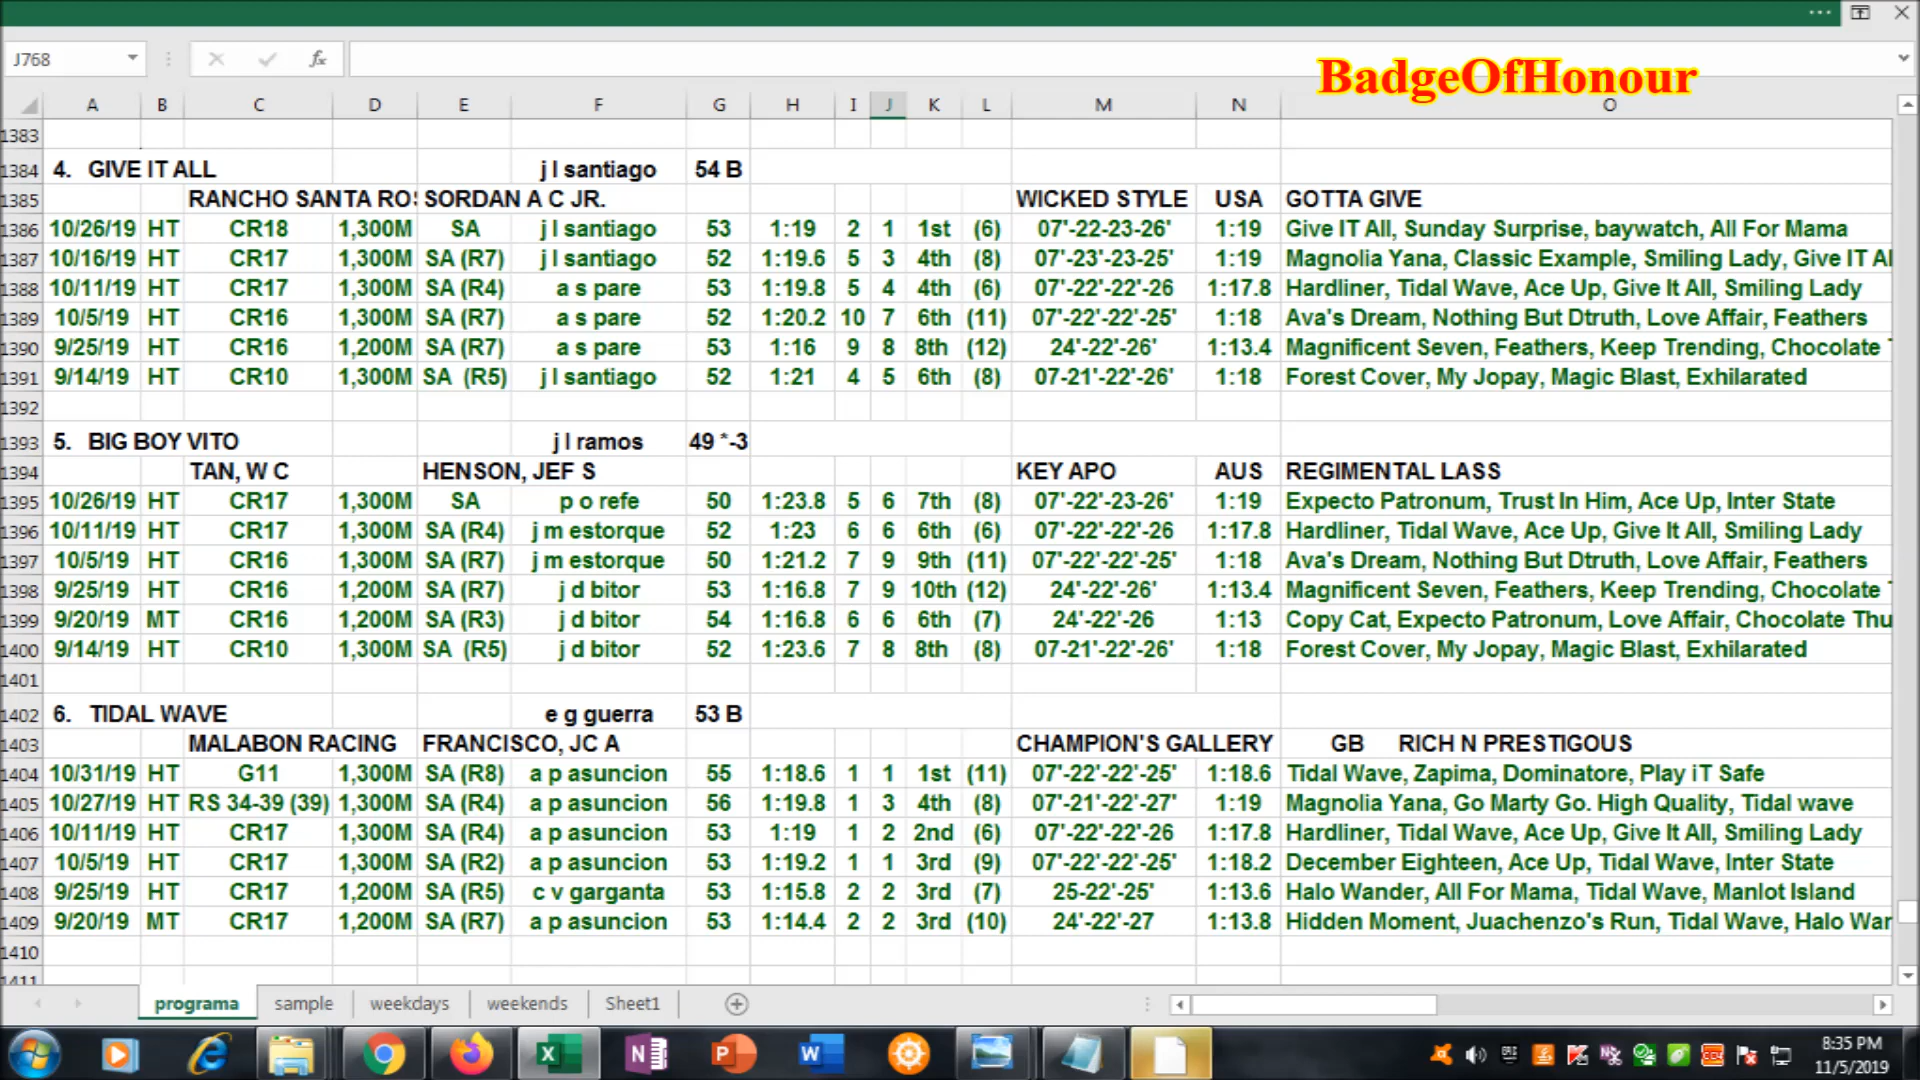 J768 fx
BadgeOfHonour
A B C D E F G H I J K L M N O
1383
1384 4. GIVE IT ALL j l santiago 54 B
1385 RANCHO SANTA ROS SORDAN A C JR. WICKED STYLE USA GOTTA GIVE
1386 10/26/19 HT CR18 1,300M SA j l santiago 53 1:19 2 1 1st (6) 07'-22-23-26' 1:19 Give IT All, Sunday Surprise, baywatch, All For Mama
1387 10/16/19 HT CR17 1,300M SA (R7) j l santiago 52 1:19.6 5 3 4th (8) 07'-23'-23-25' 1:19 Magnolia Yana, Classic Example, Smiling Lady, Give IT Al
1388 10/11/19 HT CR17 1,300M SA (R4) a s pare 53 1:19.8 5 4 4th (6) 07'-22-22'-26 1:17.8 Hardliner, Tidal Wave, Ace Up, Give It All, Smiling Lady
1389 10/5/19 HT CR16 1,300M SA (R7) a s pare 52 1:20.2 10 7 6th (11) 07'-22'-22-25' 1:18 Ava's Dream, Nothing But Dtruth, Love Affair, Feathers
1390 9/25/19 HT CR16 1,200M SA (R7) a s pare 53 1:16 9 8 8th (12) 24'-22'-26' 1:13.4 Magnificent Seven, Feathers, Keep Trending, Chocolate
1391 9/14/19 HT CR10 1,300M SA (R5) j l santiago 52 1:21 4 5 6th (8) 07-21'-22'-26' 1:18 Forest Cover, My Jopay, Magic Blast, Exhilarated
1392
1393 5. BIG BOY VITO j l ramos 49 *-3
1394 TAN, W C HENSON, JEF S KEY APO AUS REGIMENTAL LASS
1395 10/26/19 HT CR17 1,300M SA p o refe 50 1:23.8 5 6 7th (8) 07'-22'-23-26' 1:19 Expecto Patronum, Trust In Him, Ace Up, Inter State
1396 10/11/19 HT CR17 1,300M SA (R4) j m estorque 52 1:23 6 6 6th (6) 07'-22-22'-26 1:17.8 Hardliner, Tidal Wave, Ace Up, Give It All, Smiling Lady
1397 10/5/19 HT CR16 1,300M SA (R7) j m estorque 50 1:21.2 7 9 9th (11) 07'-22'-22'-25' 1:18 Ava's Dream, Nothing But Dtruth, Love Affair, Feathers
1398 9/25/19 HT CR16 1,200M SA (R7) j d bitor 53 1:16.8 7 9 10th (12) 24'-22'-26' 1:13.4 Magnificent Seven, Feathers, Keep Trending, Chocolate
1399 9/20/19 MT CR16 1,200M SA (R3) j d bitor 54 1:16.8 6 6 6th (7) 24'-22'-26 1:13 Copy Cat, Expecto Patronum, Love Affair, Chocolate Thu
1400 9/14/19 HT CR10 1,300M SA (R5) j d bitor 52 1:23.6 7 8 8th (8) 07-21'-22'-26' 1:18 Forest Cover, My Jopay, Magic Blast, Exhilarated
1401
1402 6. TIDAL WAVE e g guerra 53 B
1403 MALABON RACING FRANCISCO, JC A CHAMPION'S GALLERY GB RICH N PRESTIGOUS
1404 10/31/19 HT G11 1,300M SA (R8) a p asuncion 55 1:18.6 1 1 1st (11) 07'-22'-22'-25' 1:18.6 Tidal Wave, Zapima, Dominatore, Play iT Safe
1405 10/27/19 HT RS 34-39 (39) 1,300M SA (R4) a p asuncion 56 1:19.8 1 3 4th (8) 07'-21'-22'-27' 1:19 Magnolia Yana, Go Marty Go. High Quality, Tidal wave
1406 10/11/19 HT CR17 1,300M SA (R4) a p asuncion 53 1:19 1 2 2nd (6) 07'-22'-22'-26 1:17.8 Hardliner, Tidal Wave, Ace Up, Give It All, Smiling Lady
1407 10/5/19 HT CR17 1,300M SA (R2) a p asuncion 53 1:19.2 1 1 3rd (9) 07'-22'-22'-25' 1:18.2 December Eighteen, Ace Up, Tidal Wave, Inter State
1408 9/25/19 HT CR17 1,200M SA (R5) c v garganta 53 1:15.8 2 2 3rd (7) 25-22'-25' 1:13.6 Halo Wander, All For Mama, Tidal Wave, Manlot Island
1409 9/20/19 MT CR17 1,200M SA (R7) a p asuncion 53 1:14.4 2 2 3rd (10) 24'-22'-27 1:13.8 Hidden Moment, Juachenzo's Run, Tidal Wave, Halo War
1410
1411
programa sample weekdays weekends Sheet1
8:35 PM
11/5/2019